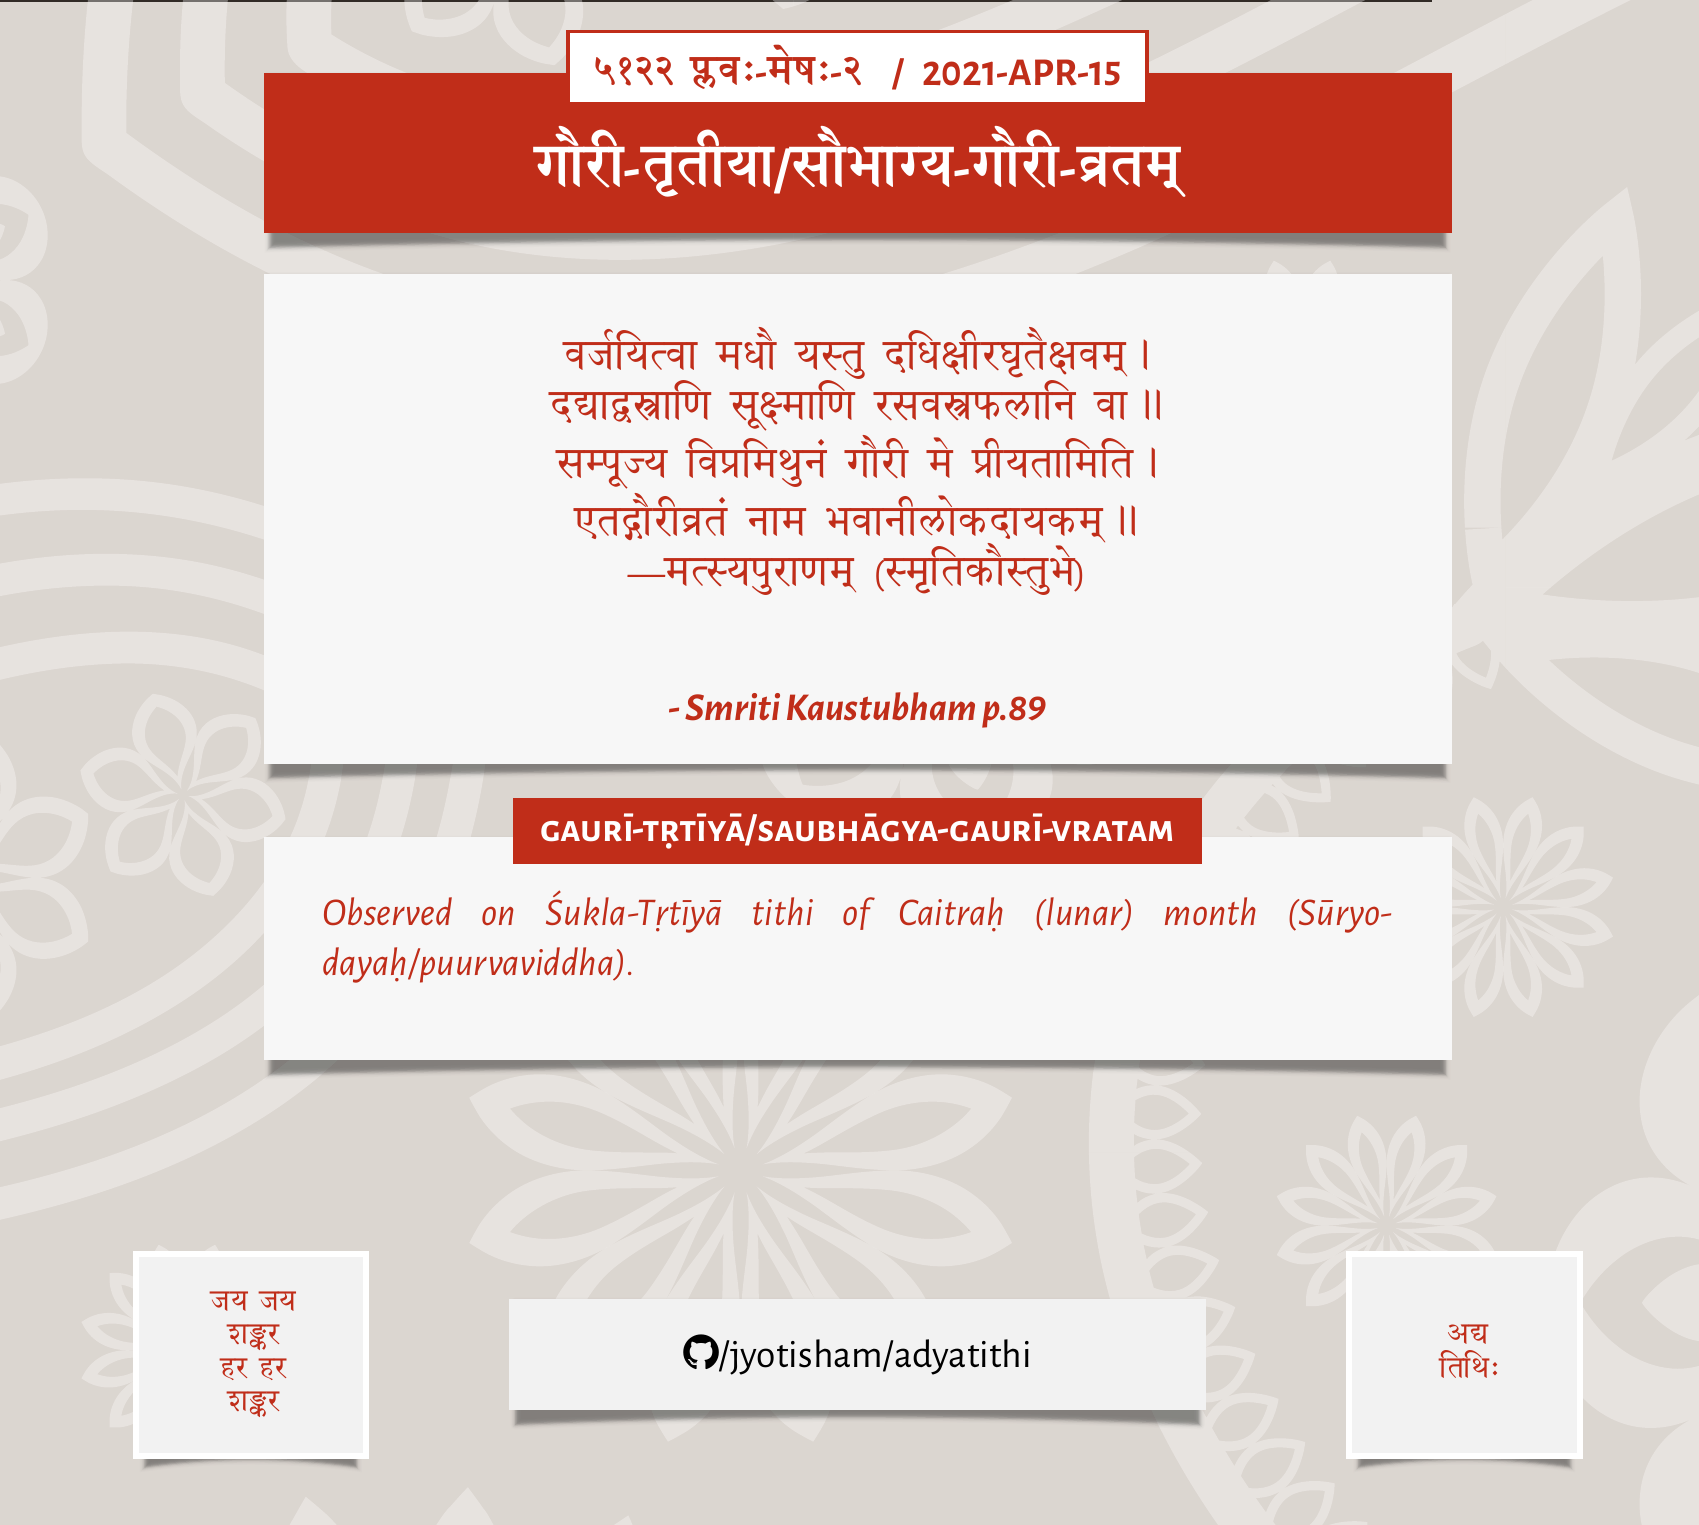 ५१२२ प्लवः-मेषः-२ / 2021-APR-15
गौरी-तृतीया/सौभाग्य-गौरी-व्रतम्
वर्जयित्वा मधौ यस्तु दधिक्षीरघृतैक्षवम्।
दद्याद्वस्त्राणि सूक्ष्माणि रसवस्त्रफलानि वा॥
सम्पूज्य विप्रमिथुनं गौरी मे प्रीयतामिति।
एतद्गौरीव्रतं नाम भवानीलोकदायकम्॥
—मत्स्यपुराणम् (स्मृतिकौस्तुभे)
- Smriti Kaustubham p.89
GAURĪ-TṚTĪYĀ/SAUBHĀGYA-GAURĪ-VRATAM
Observed on Śukla-Tṛtīyā tithi of Caitraḥ (lunar) month (Sūryo-
dayaḥ/puurvaviddha).
जय जय
शङ्कर
हर हर
शङ्कर
/jyotisham/adyatithi
अद्य
तिथिः